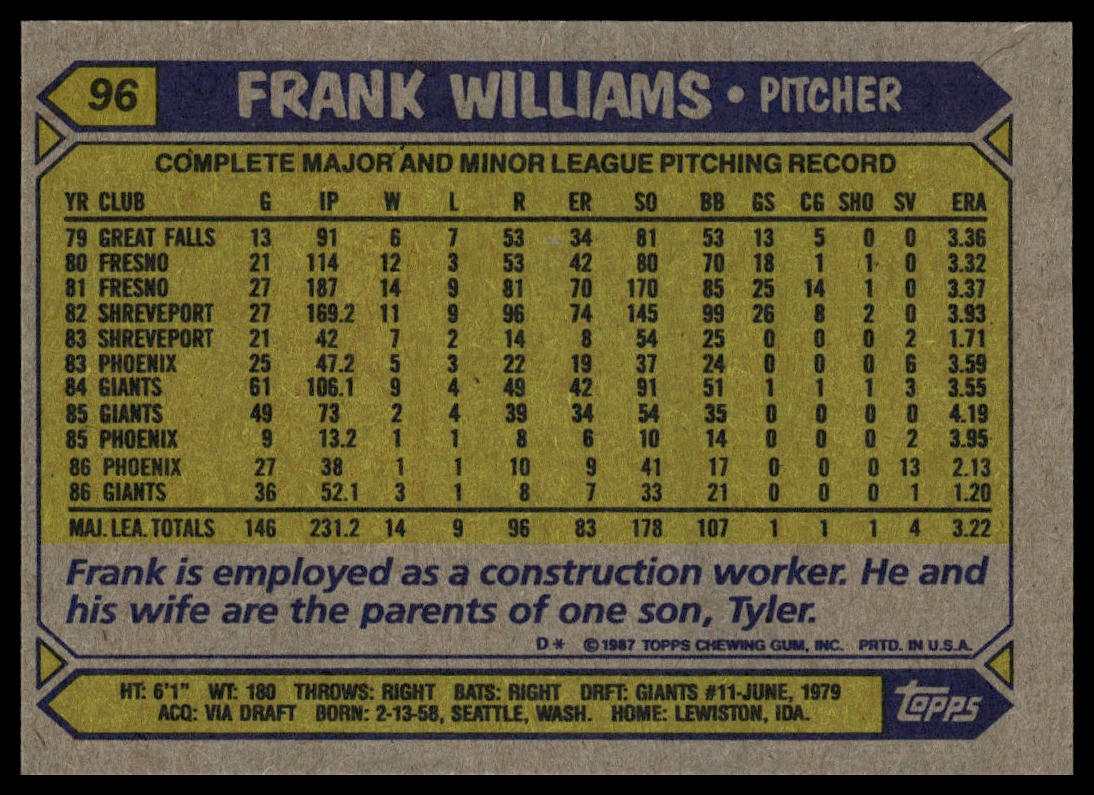 96 FRANK WILLIAMS • PITCHER
COMPLETE MAJOR AND MINOR LEAGUE PITCHING RECORD
YR CLUB G IP W L R ER SO BB GS CG SHO SV ERA
79 GREAT FALLS 13 91 6 7 53 34 81 53 13 5 0 0 3.36
80 FRESNO 21 114 12 3 53 42 80 70 18 1 1 0 3.32
81 FRESNO 27 187 14 9 81 70 170 85 25 14 1 0 3.37
82 SHREVEPORT 27 169.2 11 9 96 74 145 99 26 8 2 0 3.93
83 SHREVEPORT 21 42 7 2 14 8 54 25 0 0 0 2 1.71
83 PHOENIX 25 47.2 5 3 22 19 37 24 0 0 0 6 3.59
84 GIANTS 61 106.1 9 4 49 42 91 51 1 1 1 3 3.55
85 GIANTS 49 73 2 4 39 34 54 35 0 0 0 0 4.19
85 PHOENIX 9 13.2 1 1 8 6 10 14 0 0 0 2 3.95
86 PHOENIX 27 38 1 1 10 9 41 17 0 0 0 13 2.13
86 GIANTS 36 52.1 3 1 8 7 33 21 0 0 0 1 1.20
MAJ. LEA. TOTALS 146 231.2 14 9 96 83 178 107 1 1 1 4 3.22
Frank is employed as a construction worker. He and
his wife are the parents of one son, Tyler.
D* ©1987 TOPPS CHEWING GUM, INC. PRTD. IN U.S.A.
HT: 6'1" WT: 180 THROWS: RIGHT BATS: RIGHT DRFT: GIANTS #11-JUNE, 1979
ACQ: VIA DRAFT BORN: 2-13-58, SEATTLE, WASH. HOME: LEWISTON, IDA.
topps